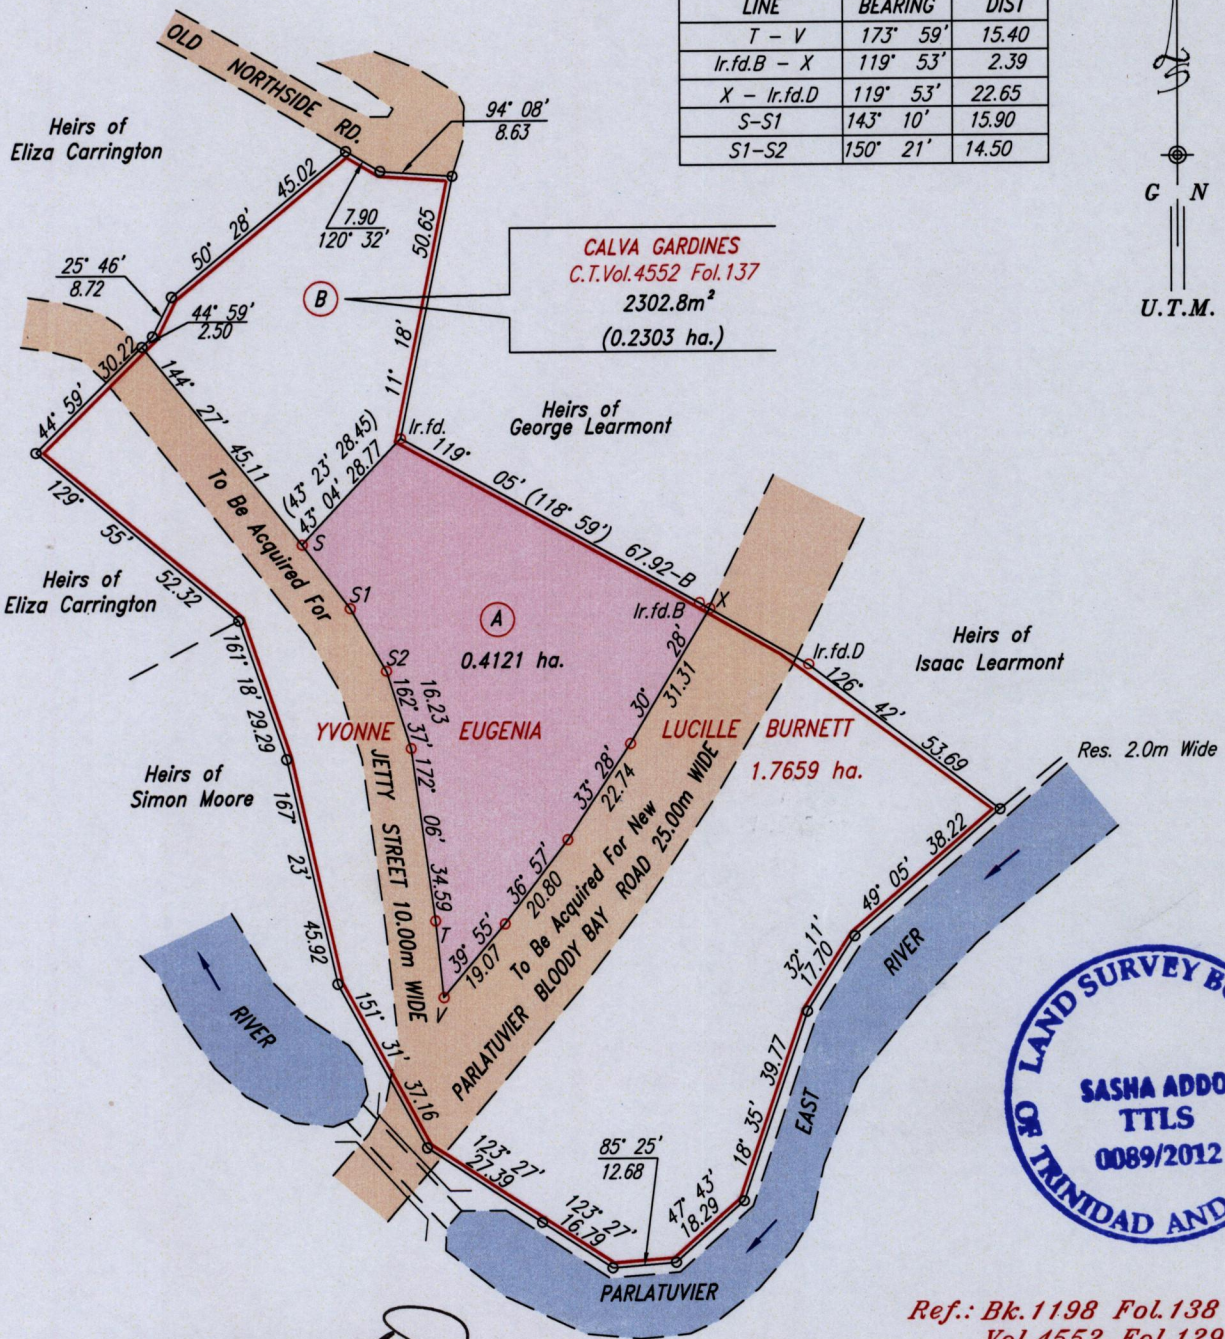 LINE BEARING DIST
T - V 173° 59' 15.40
Ir.fd.B - X 119° 53' 2.39
X - Ir.fd.D 119° 53' 22.65
S-S1 143° 10' 15.90
S1-S2 150° 21' 14.50
G N
U.T.M.
OLD NORTHSIDE RD.
94° 08'
8.63
Heirs of
Eliza Carrington
45.02
50° 28'
7.90
120° 32'
50.65
11° 18'
25° 46'
8.72
44° 59'
2.50
B
CALVA GARDINES
C.T.Vol.4552 Fol.137
2302.8m²
(0.2303 ha.)
44° 59' 30.22
144° 27' 45.11
Ir.fd.
Heirs of
George Learmont
(43° 23' 28.45)
43° 04' 28.77
119° 05' (118° 59') 67.92-B
129° 55' 52.32
To Be Acquired For
S
S1
S2
Heirs of
Eliza Carrington
A
0.4121 ha.
Ir.fd.B
X
Ir.fd.D
Heirs of
Isaac Learmont
161° 18' 29.29
162° 37'
16.23
30° 28'
31.31
126° 42' 53.69
YVONNE EUGENIA LUCILLE BURNETT
1.7659 ha.
Res. 2.0m Wide
Heirs of
Simon Moore
JETTY STREET 10.00m WIDE
172° 06' 34.59
33° 28'
22.74
167° 23' 45.92
36° 57'
20.80
39° 55'
19.07
T
V
To Be Acquired For New
PARLATUVIER BLOODY BAY ROAD 25.00m WIDE
49° 05' 38.22
32° 11'
17.70
RIVER
RIVER
151° 31' 37.16
18° 35' 39.77
EAST
123° 27'
27.39
123° 27'
16.79
85° 25'
12.68
47° 43'
18.29
PARLATUVIER
LAND SURVEY
SASHA
TTLS
0089/2012
OF TRINIDAD AND
Ref.: Bk.1198 Fol.138
Vol.4552